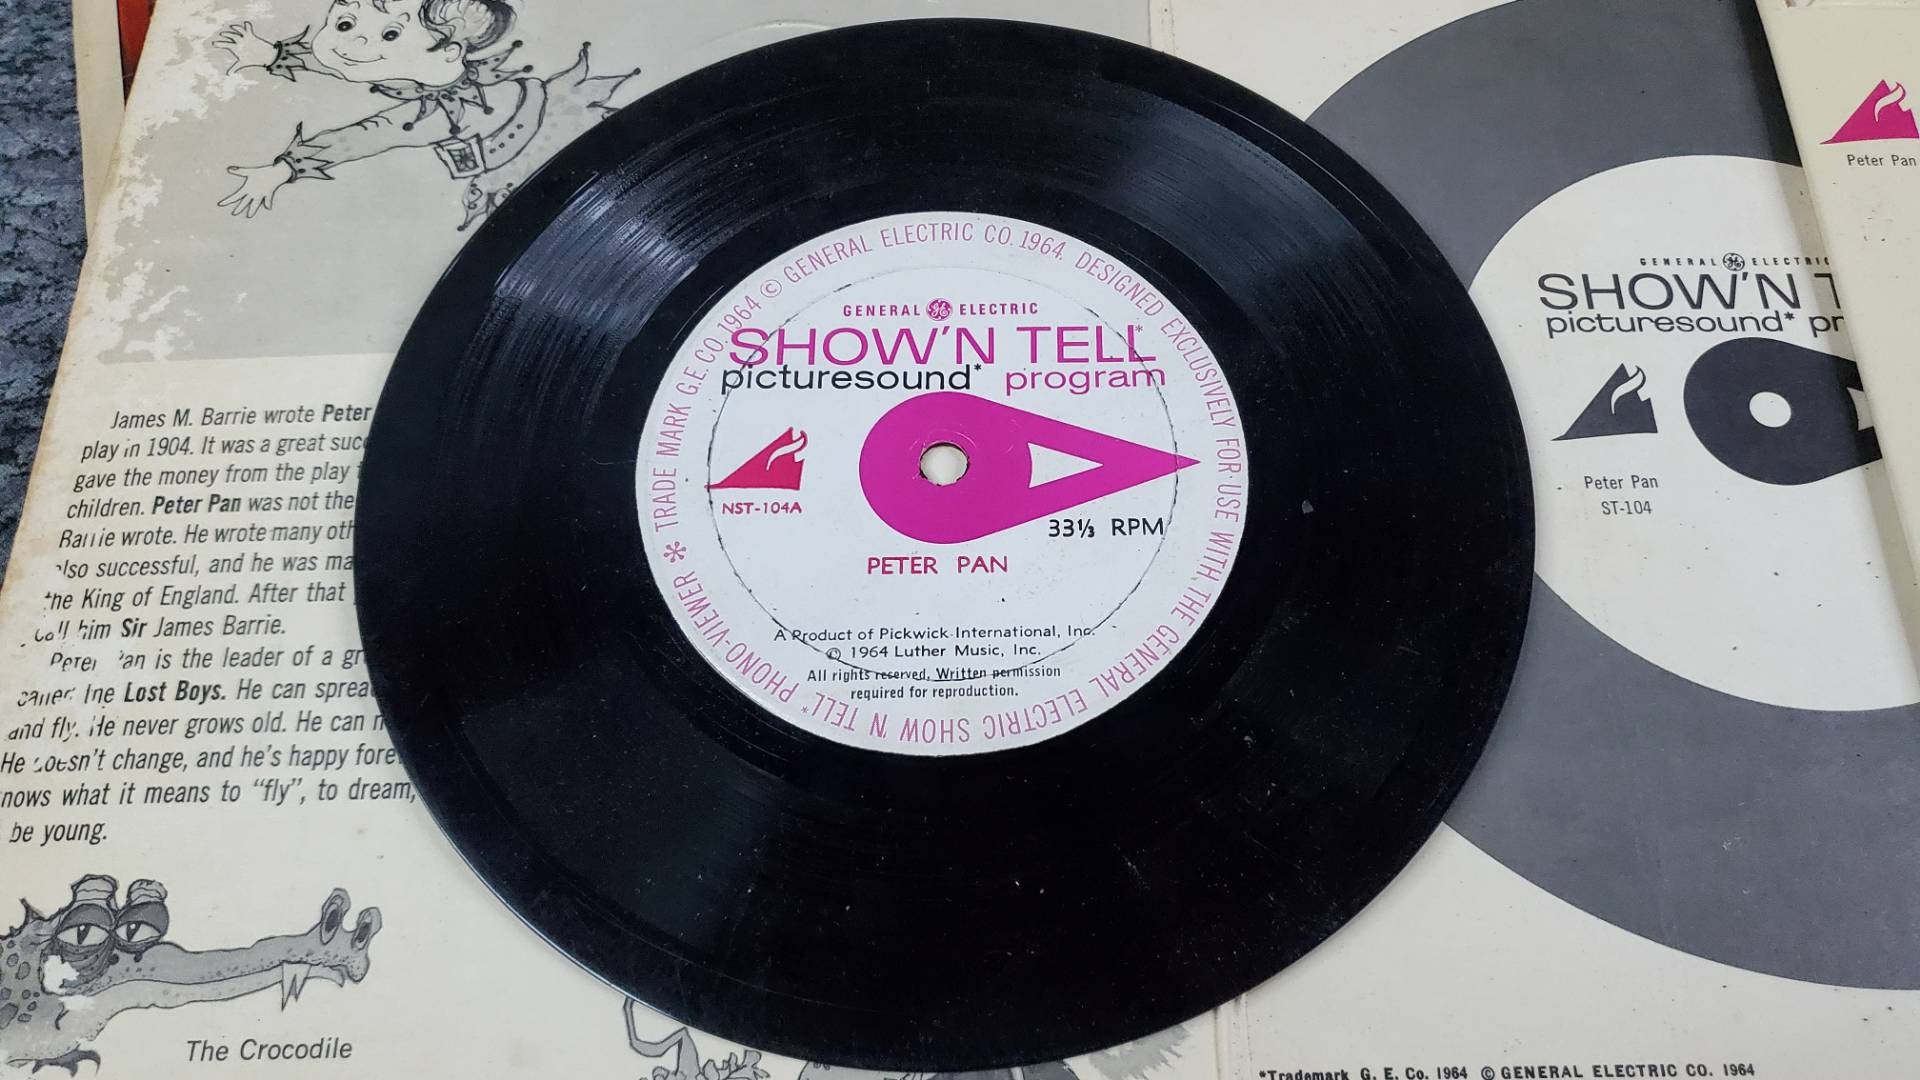 James M. Barrie wrote Peter
play in 1904. It was a great succ
gave the money from the play
children. Peter Pan was not the
Barrie wrote. He wrote many oth
also successful, and he was ma
the King of England. After that
call him Sir James Barrie.
Peter Pan is the leader of a gr
called the Lost Boys. He can sprea
and fly. He never grows old. He can n
He doesn't change, and he's happy fore
nows what it means to "fly", to dream,
be young.
The Crocodile
TRADE MARK G.E. CO. 1964 © GENERAL ELECTRIC CO. 1964. DESIGNED EXCLUSIVELY FOR USE WITH THE GENERAL ELECTRIC SHOW 'N TELL* PHONO-VIEWER *
GENERAL GE ELECTRIC
SHOW'N TELL*
picturesound* program
NST-104A
33⅓ RPM
PETER PAN
A Product of Pickwick International, Inc.
© 1964 Luther Music, Inc.
All rights reserved. Written permission
required for reproduction.
GENERAL GE ELECTRIC
SHOW'N T
picturesound* pr
Peter Pan
ST-104
Peter Pan
*Trademark G. E. Co. 1964 © GENERAL ELECTRIC CO. 1964